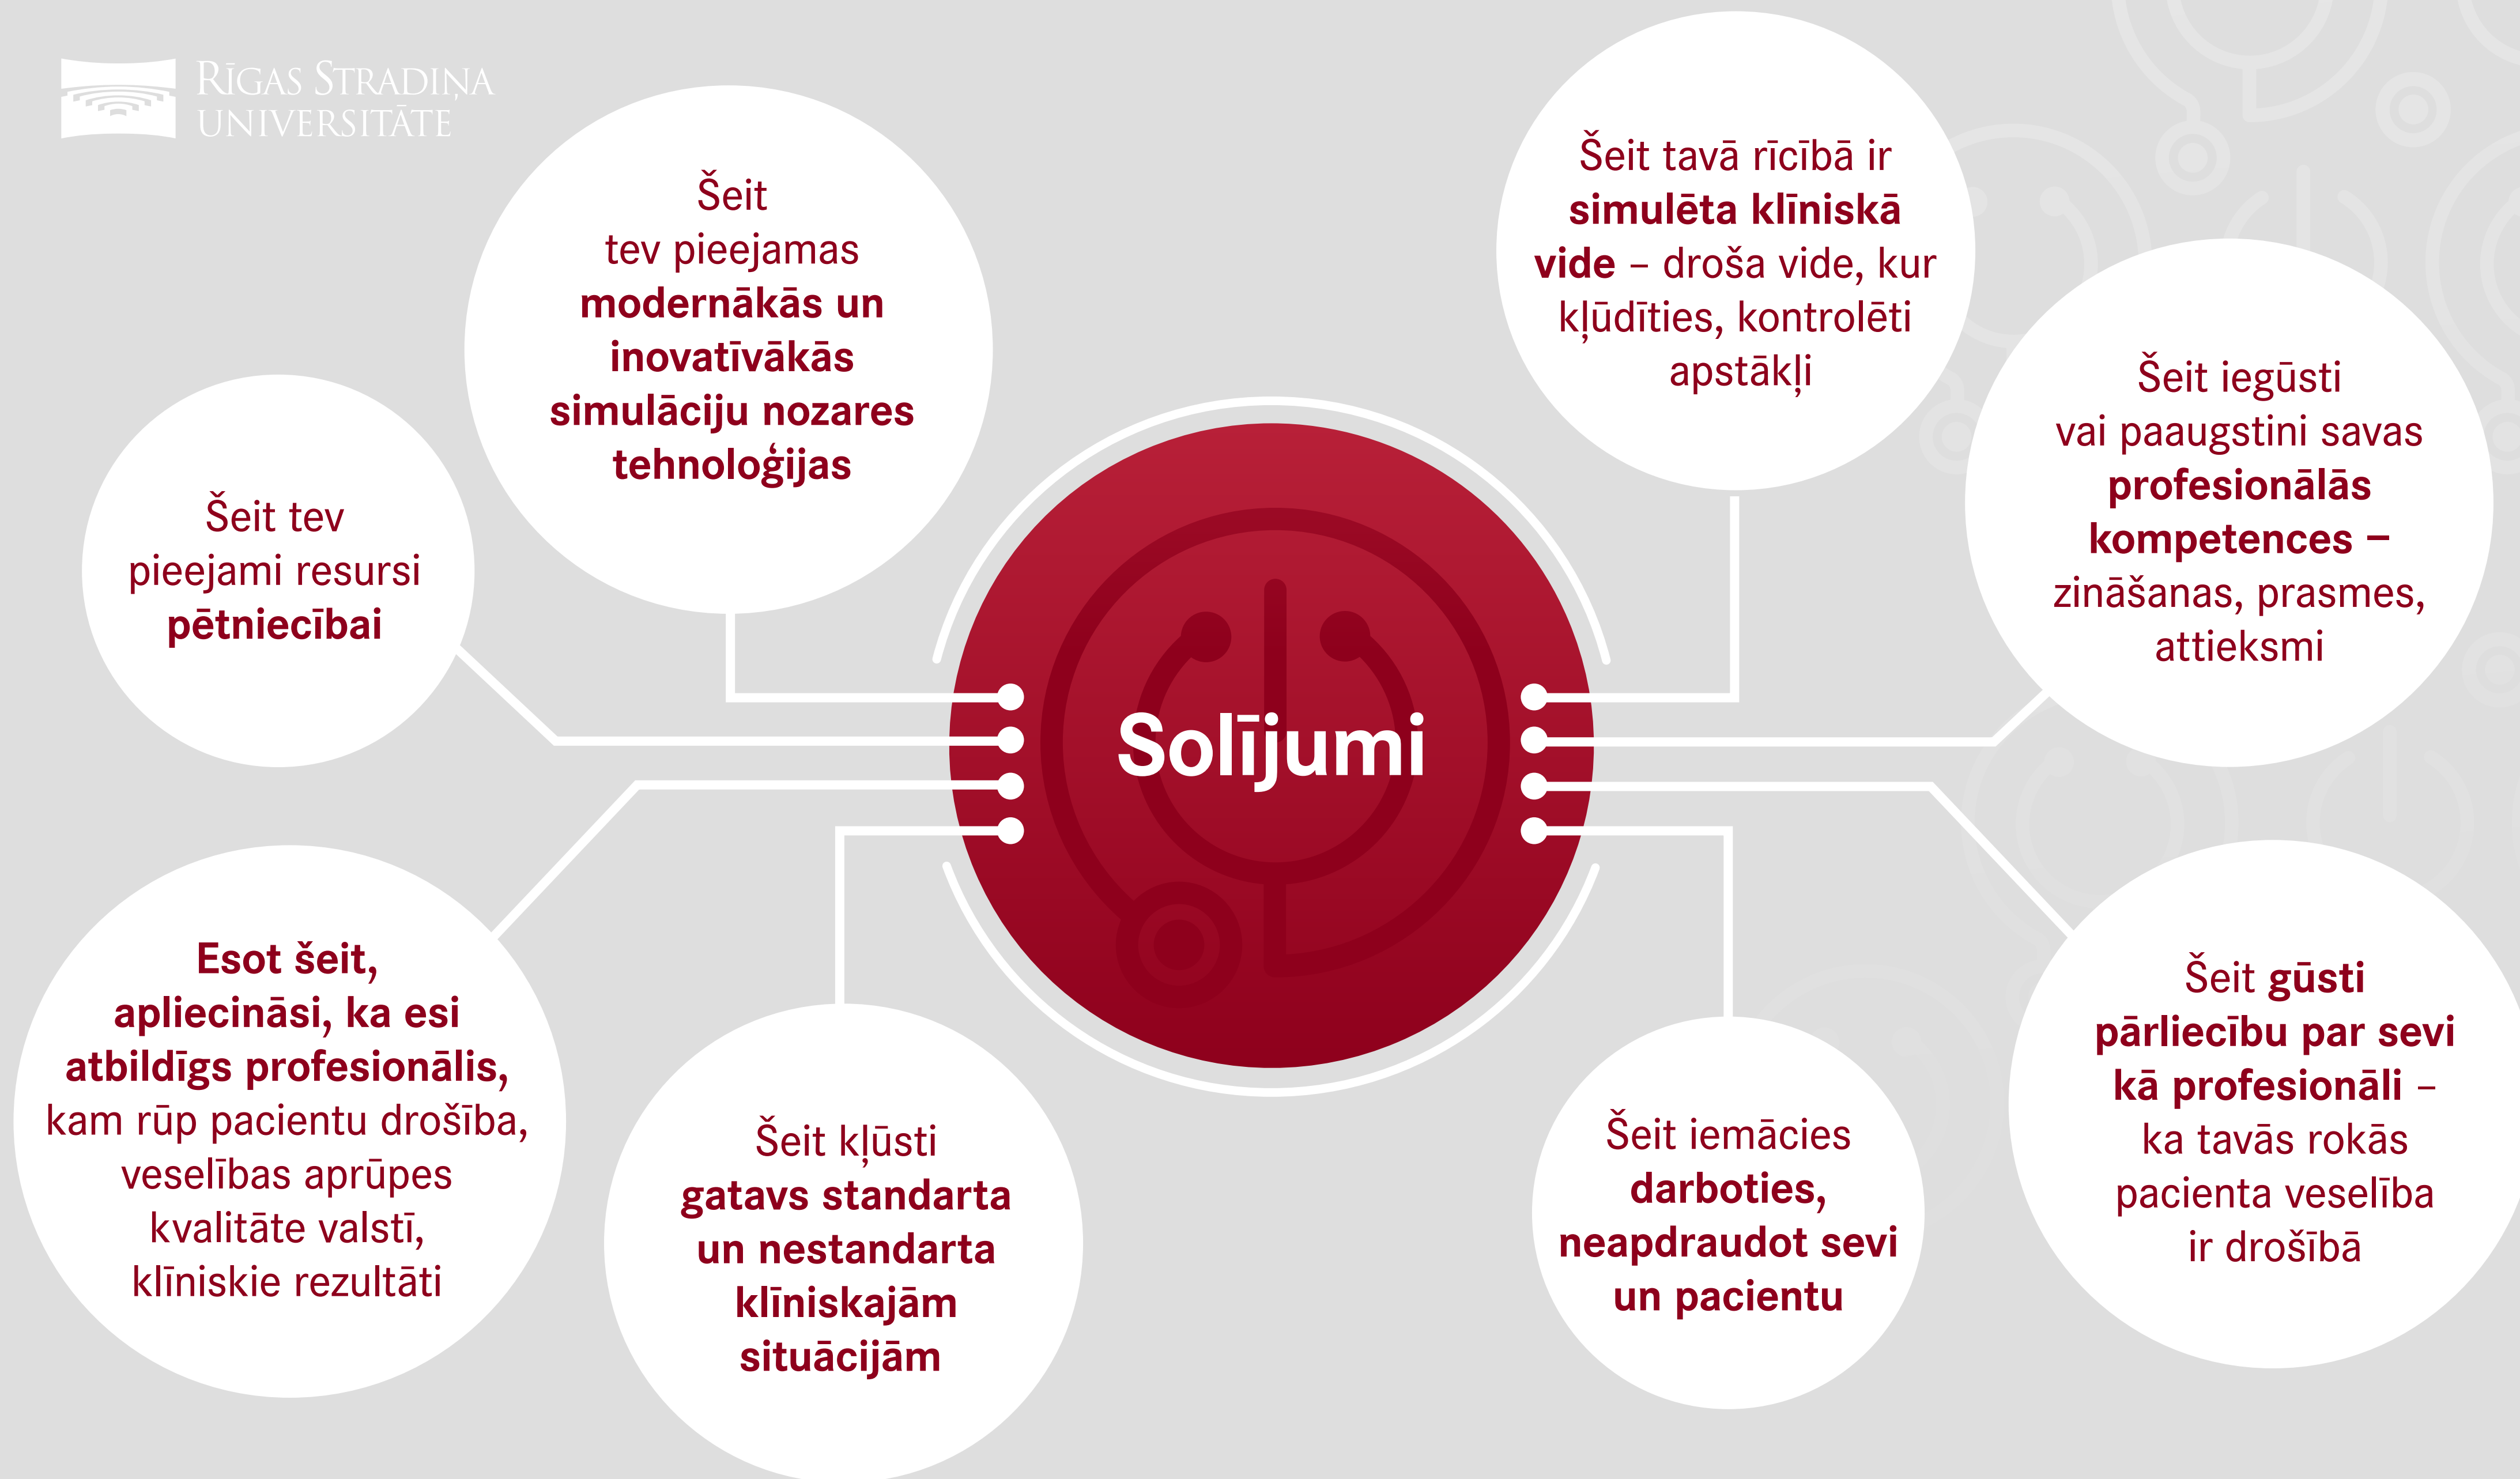 Rīgas Stradiņa
universitāte
Šeit
tev pieejamas
modernākās un
inovatīvākās
simulāciju nozares
tehnoloģijas
Šeit tavā rīcībā ir
simulēta klīniskā
vide – droša vide, kur
kļūdīties, kontrolēti
apstākļi
Šeit tev
pieejami resursi
pētniecībai
Šeit iegūsti
vai paaugstini savas
profesionālās
kompetences –
zināšanas, prasmes,
attieksmi
Solījumi
Esot šeit,
apliecināsi, ka esi
atbildīgs profesionālis,
kam rūp pacientu drošība,
veselības aprūpes
kvalitāte valstī,
klīniskie rezultāti
Šeit kļūsti
gatavs standarta
un nestandarta
klīniskajām
situācijām
Šeit iemācies
darboties,
neapdraudot sevi
un pacientu
Šeit gūsti
pārliecību par sevi
kā profesionāli –
ka tavās rokās
pacienta veselība
ir drošībā